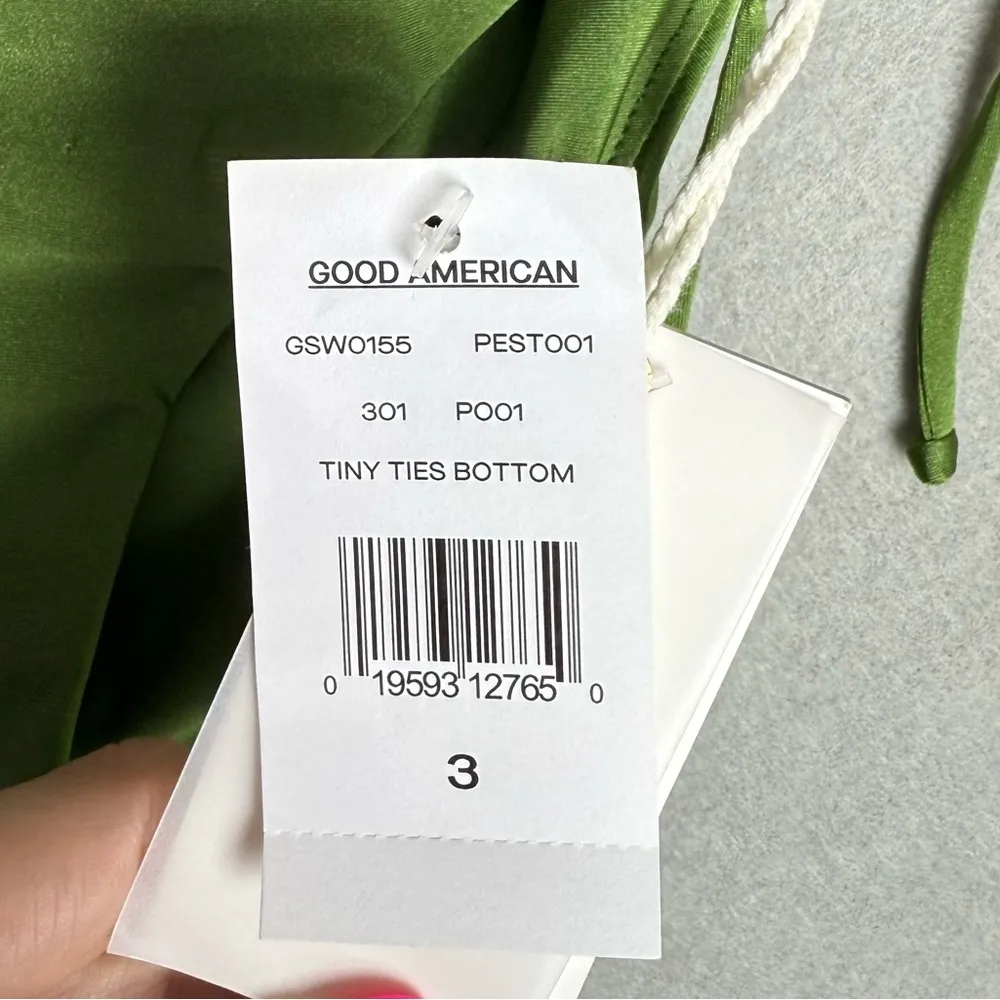 GOOD AMERICAN
GSW0155 PEST001
301 P001
TINY TIES BOTTOM
0 19593 12765 0
3